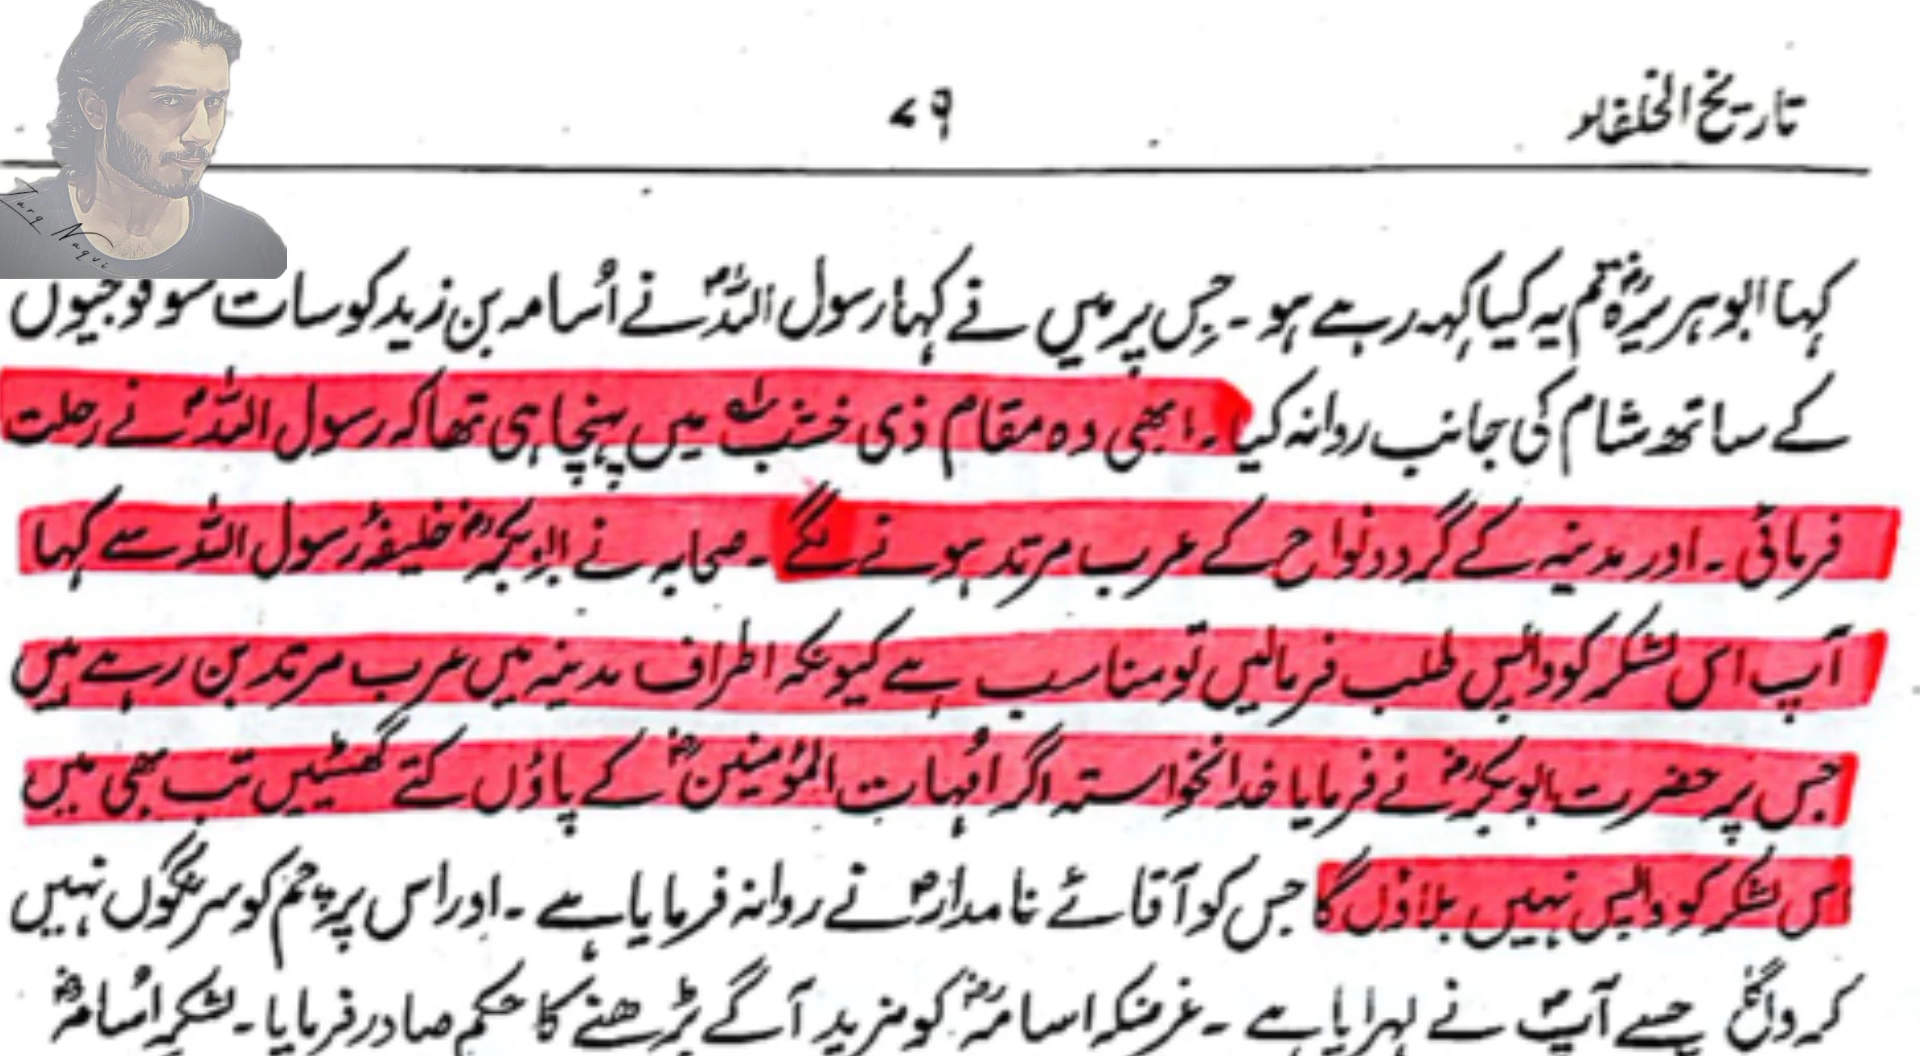 تاریخ الخلفاء
۷۹
Zarq Naqvi
کہا ابوہریرہؓ تم یہ کیا کہہ رہے ہو ۔ جس پر میں نے کہا رسول اللہؐ نے اُسامہ بن زید کو سات سو فوجیوں
کے ساتھ شام کی جانب روانہ کیا ۔ ابھی وہ مقام ذی خشبؓ میں پہنچا ہی تھا کہ رسول اللہؐ نے رحلت
فرمائی ۔ اور مدینہ کے گرد و نواح کے عرب مرتد ہونے لگے ۔ صحابہ نے ابوبکرؓ خلیفۂ رسول اللہ سے کہا
آپ اس لشکر کو واپس طلب فرمالیں تو مناسب ہے کیونکہ اطراف مدینہ میں عرب مرتد بن رہے ہیں
جس پر حضرت ابوبکرؓ نے فرمایا خدانخواستہ اگر امہات المؤمنینؓ کے پاؤں کتے گھسیٹیں تب بھی میں
اس لشکر کو واپس نہیں بلاؤں گا جس کو آقائے نامدارؐ نے روانہ فرمایا ہے ۔ اور اس پرچم کو سرنگوں نہیں
کروں گا جسے آپؐ نے لہرایا ہے ۔ غرضکہ اسامہؓ کو مزید آگے بڑھنے کا حکم صادر فرمایا ۔ لشکر اُسامہؓ